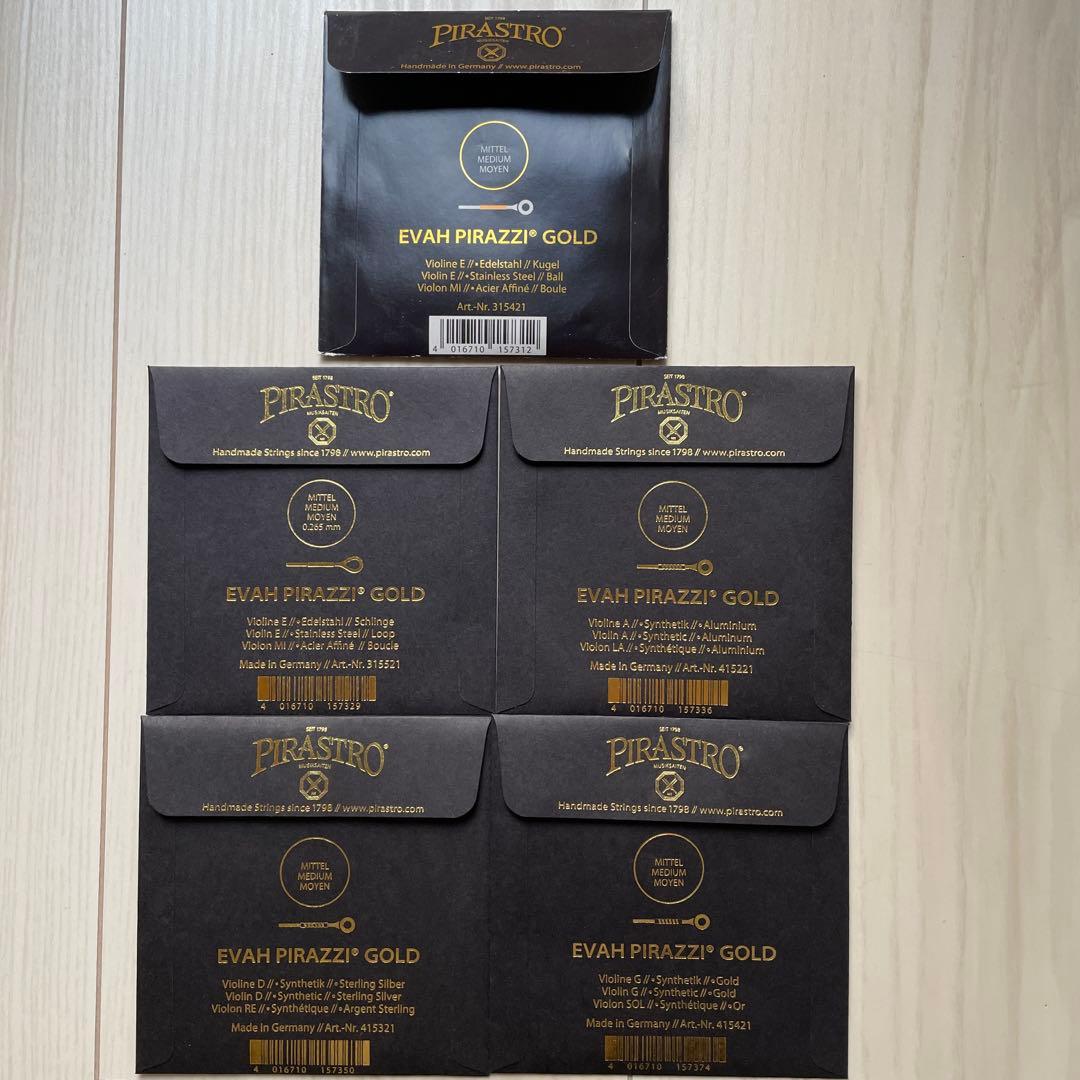 SEIT 1798
PIRASTRO®
MUSIKSAITEN
Handmade in Germany // www.pirastro.com
MITTEL
MEDIUM
MOYEN
EVAH PIRAZZI® GOLD
Violine E // • Edelstahl // Kugel
Violin E // • Stainless Steel // Ball
Violon MI // • Acier Affiné // Boule
Art.-Nr. 315421
4 016710 157312
SEIT 1798
PIRASTRO®
MUSIKSAITEN
Handmade Strings since 1798 // www.pirastro.com
MITTEL
MEDIUM
MOYEN
0.265 mm
EVAH PIRAZZI® GOLD
Violine E // • Edelstahl // Schlinge
Violin E // • Stainless Steel // Loop
Violon MI // • Acier Affiné // Boucle
Made in Germany // Art.-Nr. 315521
4 016710 157329
SEIT 1798
PIRASTRO®
MUSIKSAITEN
Handmade Strings since 1798 // www.pirastro.com
MITTEL
MEDIUM
MOYEN
EVAH PIRAZZI® GOLD
Violine A // • Synthetik // • Aluminium
Violin A // • Synthetic // • Aluminum
Violon LA // • Synthétique // • Aluminium
Made in Germany // Art.-Nr. 415221
4 016710 157336
SEIT 1798
PIRASTRO®
MUSIKSAITEN
Handmade Strings since 1798 // www.pirastro.com
MITTEL
MEDIUM
MOYEN
EVAH PIRAZZI® GOLD
Violine D // • Synthetik // • Sterling Silber
Violin D // • Synthetic // • Sterling Silver
Violon RE // • Synthétique // • Argent Sterling
Made in Germany // Art.-Nr. 415321
4 016710 157350
SEIT 1798
PIRASTRO®
MUSIKSAITEN
Handmade Strings since 1798 // www.pirastro.com
MITTEL
MEDIUM
MOYEN
EVAH PIRAZZI® GOLD
Violine G // • Synthetik // • Gold
Violin G // • Synthetic // • Gold
Violon SOL // • Synthétique // • Or
Made in Germany // Art.-Nr. 415421
4 016710 157374